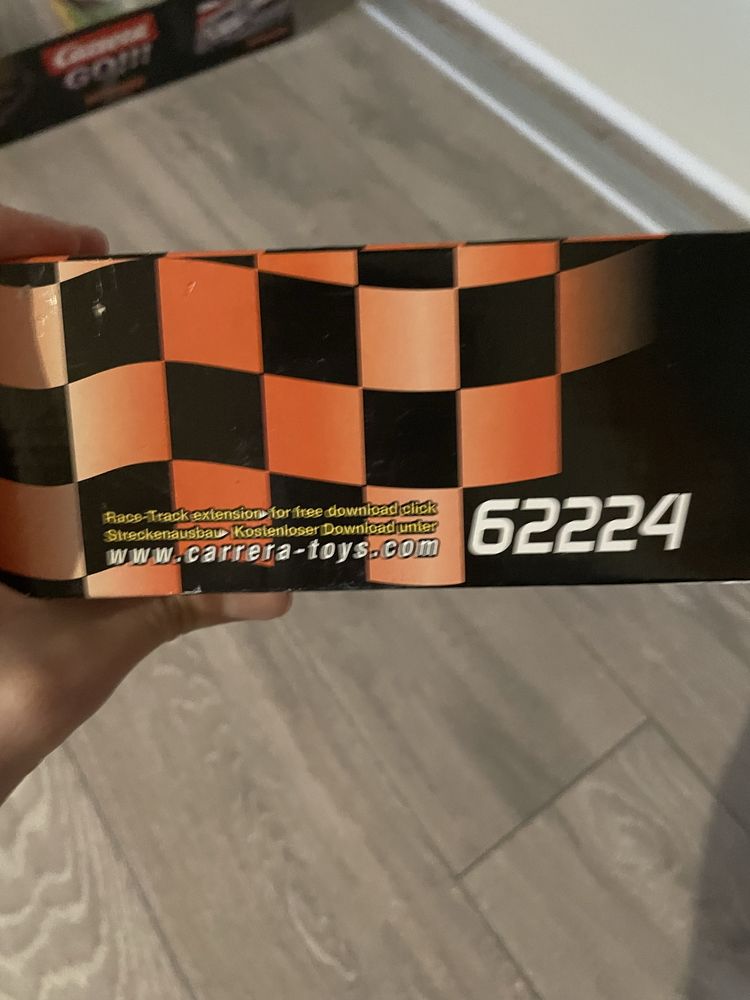 Carrera
GO!!!
Race-Track extension▸ for free download click
Streckenausbau▸ Kostenloser Download unter
www.carrera-toys.com
62224